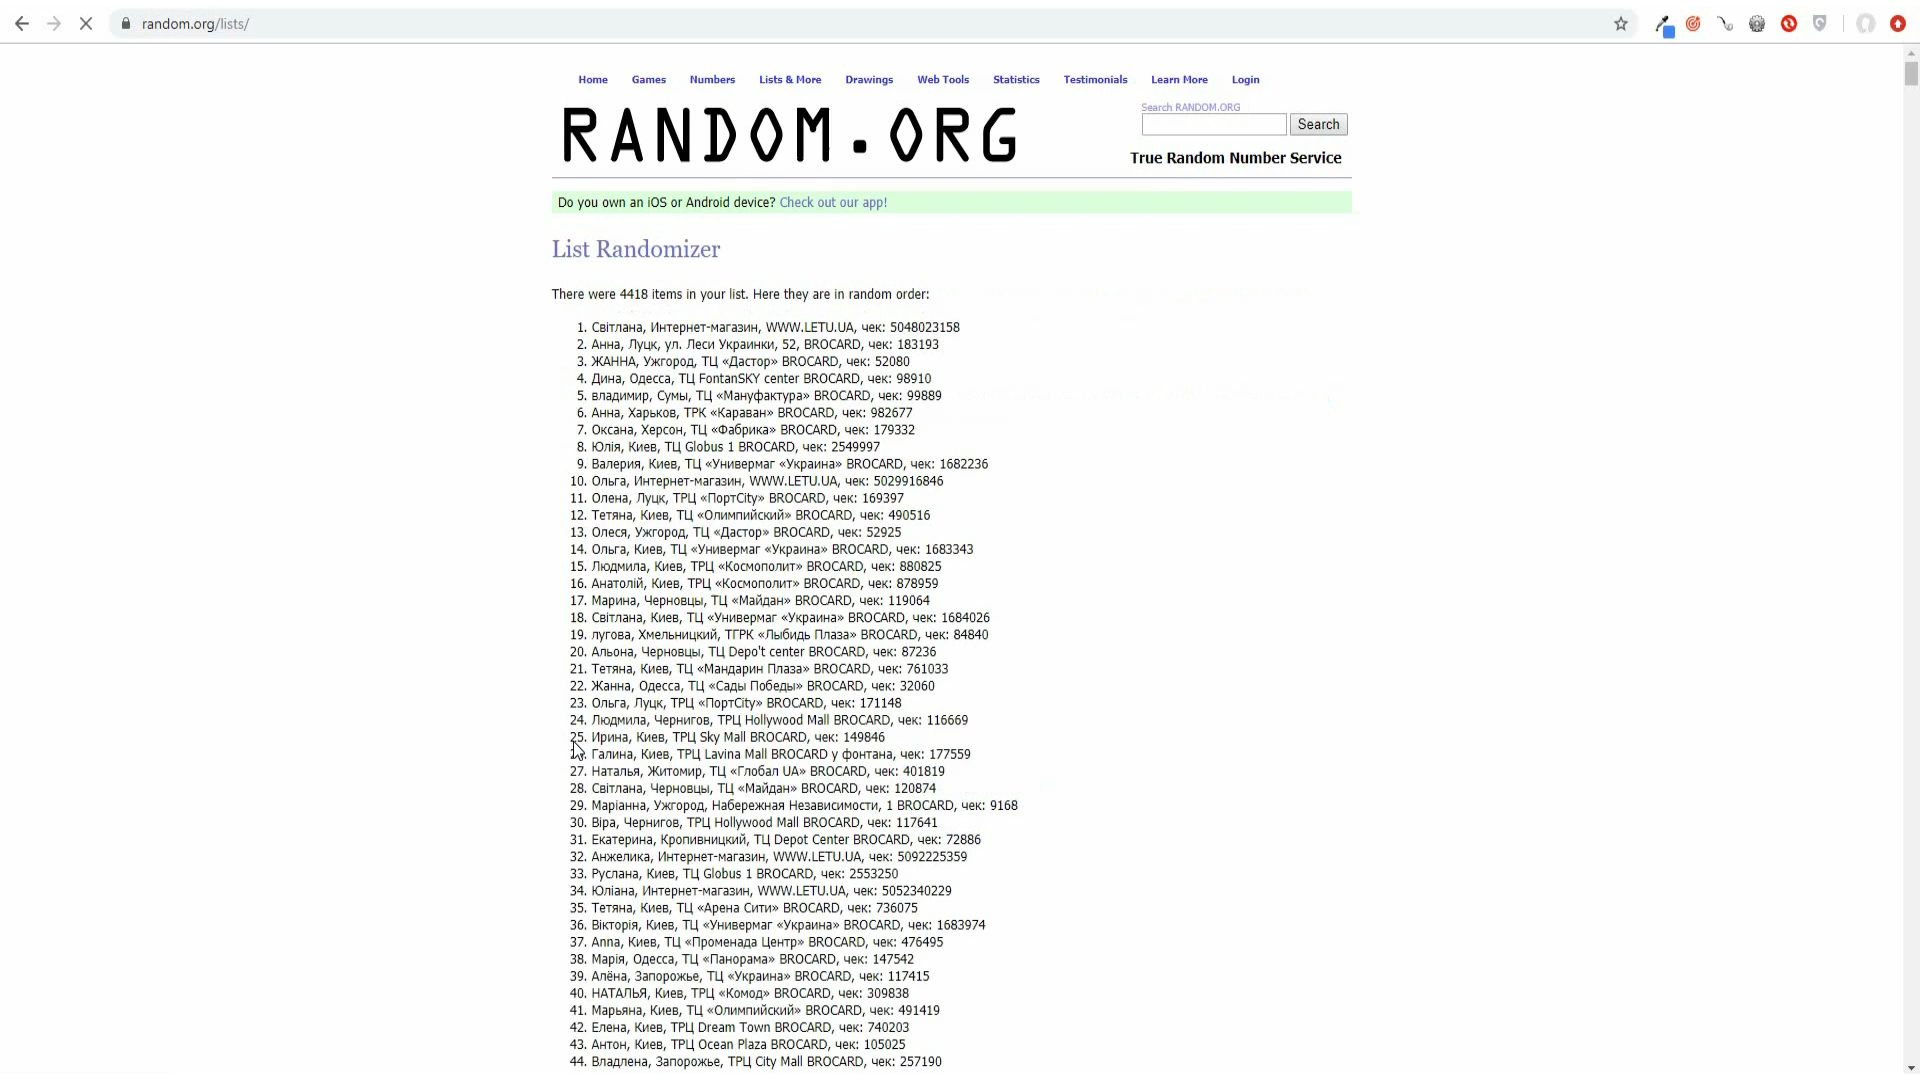 random.org/lists/
Home Games Numbers Lists & More Drawings Web Tools Statistics Testimonials Learn More Login
RANDOM.ORG
Search RANDOM.ORG
Search
True Random Number Service
Do you own an iOS or Android device? Check out our app!
List Randomizer
There were 4418 items in your list. Here they are in random order:
1. Світлана, Интернет-магазин, WWW.LETU.UA, чек: 5048023158
2. Анна, Луцк, ул. Леси Украинки, 52, BROCARD, чек: 183193
3. ЖАННА, Ужгород, ТЦ «Дастор» BROCARD, чек: 52080
4. Дина, Одесса, ТЦ FontanSKY center BROCARD, чек: 98910
5. владимир, Сумы, ТЦ «Мануфактура» BROCARD, чек: 99889
6. Анна, Харьков, ТРК «Караван» BROCARD, чек: 982677
7. Оксана, Херсон, ТЦ «Фабрика» BROCARD, чек: 179332
8. Юлія, Киев, ТЦ Globus 1 BROCARD, чек: 2549997
9. Валерия, Киев, ТЦ «Универмаг «Украина» BROCARD, чек: 1682236
10. Ольга, Интернет-магазин, WWW.LETU.UA, чек: 5029916846
11. Олена, Луцк, ТРЦ «ПортCity» BROCARD, чек: 169397
12. Тетяна, Киев, ТЦ «Олимпийский» BROCARD, чек: 490516
13. Олеся, Ужгород, ТЦ «Дастор» BROCARD, чек: 52925
14. Ольга, Киев, ТЦ «Универмаг «Украина» BROCARD, чек: 1683343
15. Людмила, Киев, ТРЦ «Космополит» BROCARD, чек: 880825
16. Анатолій, Киев, ТРЦ «Космополит» BROCARD, чек: 878959
17. Марина, Черновцы, ТЦ «Майдан» BROCARD, чек: 119064
18. Світлана, Киев, ТЦ «Универмаг «Украина» BROCARD, чек: 1684026
19. лугова, Хмельницкий, ТГРК «Лыбидь Плаза» BROCARD, чек: 84840
20. Альона, Черновцы, ТЦ Depo't center BROCARD, чек: 87236
21. Тетяна, Киев, ТЦ «Мандарин Плаза» BROCARD, чек: 761033
22. Жанна, Одесса, ТЦ «Сады Победы» BROCARD, чек: 32060
23. Ольга, Луцк, ТРЦ «ПортCity» BROCARD, чек: 171148
24. Людмила, Чернигов, ТРЦ Hollywood Mall BROCARD, чек: 116669
25. Ирина, Киев, ТРЦ Sky Mall BROCARD, чек: 149846
Галина, Киев, ТРЦ Lavina Mall BROCARD у фонтана, чек: 177559
27. Наталья, Житомир, ТЦ «Глобал UA» BROCARD, чек: 401819
28. Світлана, Черновцы, ТЦ «Майдан» BROCARD, чек: 120874
29. Маріанна, Ужгород, Набережная Независимости, 1 BROCARD, чек: 9168
30. Віра, Чернигов, ТРЦ Hollywood Mall BROCARD, чек: 117641
31. Екатерина, Кропивницкий, ТЦ Depot Center BROCARD, чек: 72886
32. Анжелика, Интернет-магазин, WWW.LETU.UA, чек: 5092225359
33. Руслана, Киев, ТЦ Globus 1 BROCARD, чек: 2553250
34. Юліана, Интернет-магазин, WWW.LETU.UA, чек: 5052340229
35. Тетяна, Киев, ТЦ «Арена Сити» BROCARD, чек: 736075
36. Вікторія, Киев, ТЦ «Универмаг «Украина» BROCARD, чек: 1683974
37. Anna, Киев, ТЦ «Променада Центр» BROCARD, чек: 476495
38. Марія, Одесса, ТЦ «Панорама» BROCARD, чек: 147542
39. Алёна, Запорожье, ТЦ «Украина» BROCARD, чек: 117415
40. НАТАЛЬЯ, Киев, ТРЦ «Комод» BROCARD, чек: 309838
41. Марьяна, Киев, ТЦ «Олимпийский» BROCARD, чек: 491419
42. Елена, Киев, ТРЦ Dream Town BROCARD, чек: 740203
43. Антон, Киев, ТРЦ Ocean Plaza BROCARD, чек: 105025
44. Владлена, Запорожье, ТРЦ City Mall BROCARD, чек: 257190